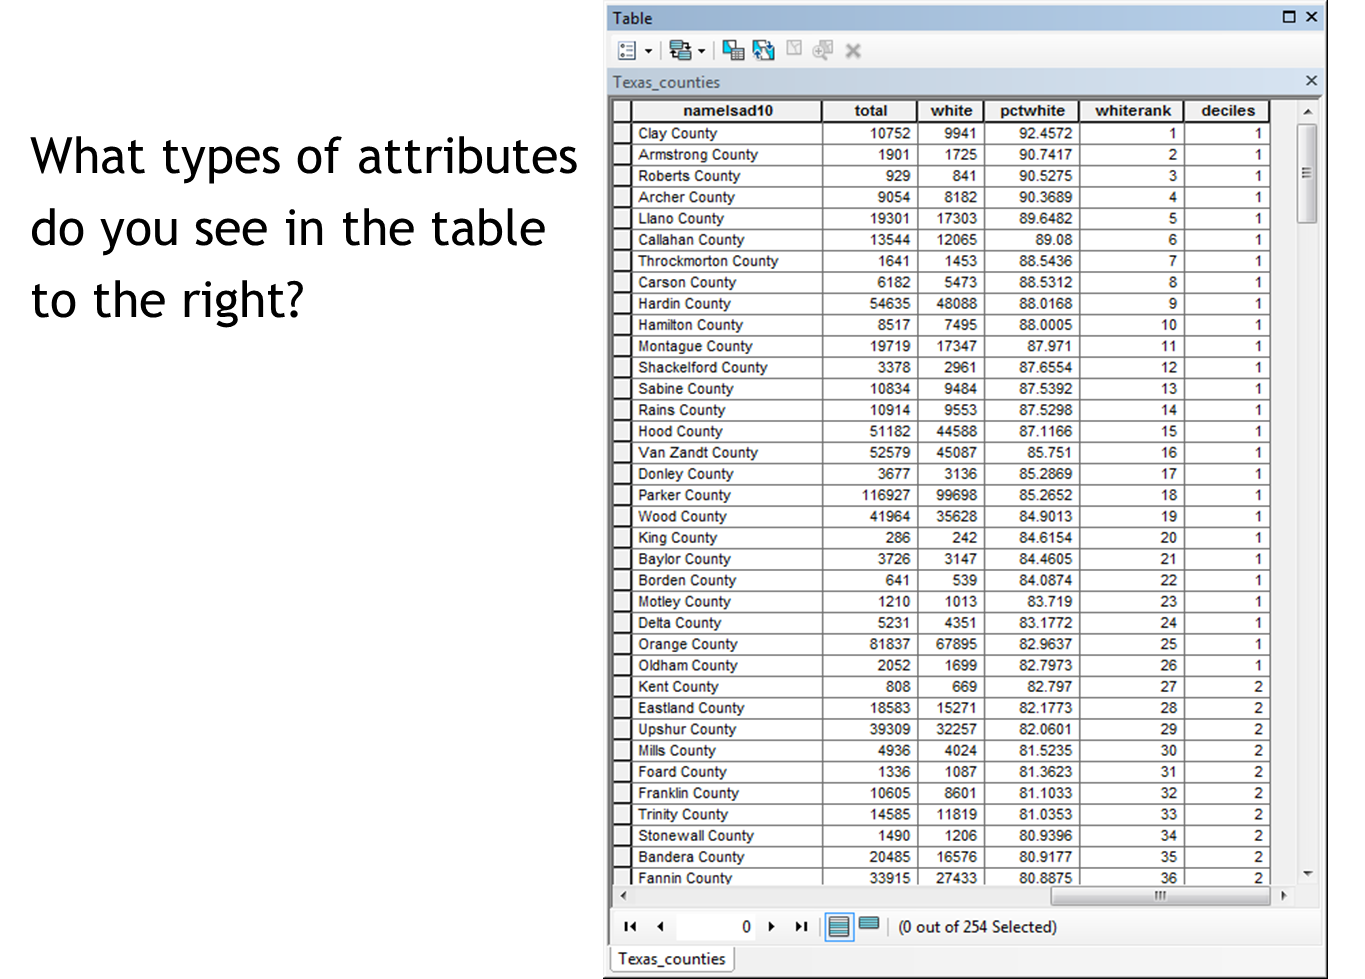 What types of attributes
do you see in the table
to the right?
Table
Texas_counties
namelsad10 total white pctwhite whiterank deciles
Clay County 10752 9941 92.4572 1 1
Armstrong County 1901 1725 90.7417 2 1
Roberts County 929 841 90.5275 3 1
Archer County 9054 8182 90.3689 4 1
Llano County 19301 17303 89.6482 5 1
Callahan County 13544 12065 89.08 6 1
Throckmorton County 1641 1453 88.5436 7 1
Carson County 6182 5473 88.5312 8 1
Hardin County 54635 48088 88.0168 9 1
Hamilton County 8517 7495 88.0005 10 1
Montague County 19719 17347 87.971 11 1
Shackelford County 3378 2961 87.6554 12 1
Sabine County 10834 9484 87.5392 13 1
Rains County 10914 9553 87.5298 14 1
Hood County 51182 44588 87.1166 15 1
Van Zandt County 52579 45087 85.751 16 1
Donley County 3677 3136 85.2869 17 1
Parker County 116927 99698 85.2652 18 1
Wood County 41964 35628 84.9013 19 1
King County 286 242 84.6154 20 1
Baylor County 3726 3147 84.4605 21 1
Borden County 641 539 84.0874 22 1
Motley County 1210 1013 83.719 23 1
Delta County 5231 4351 83.1772 24 1
Orange County 81837 67895 82.9637 25 1
Oldham County 2052 1699 82.7973 26 1
Kent County 808 669 82.797 27 2
Eastland County 18583 15271 82.1773 28 2
Upshur County 39309 32257 82.0601 29 2
Mills County 4936 4024 81.5235 30 2
Foard County 1336 1087 81.3623 31 2
Franklin County 10605 8601 81.1033 32 2
Trinity County 14585 11819 81.0353 33 2
Stonewall County 1490 1206 80.9396 34 2
Bandera County 20485 16576 80.9177 35 2
Fannin County 33915 27433 80.8875 36 2
0 (0 out of 254 Selected)
Texas_counties